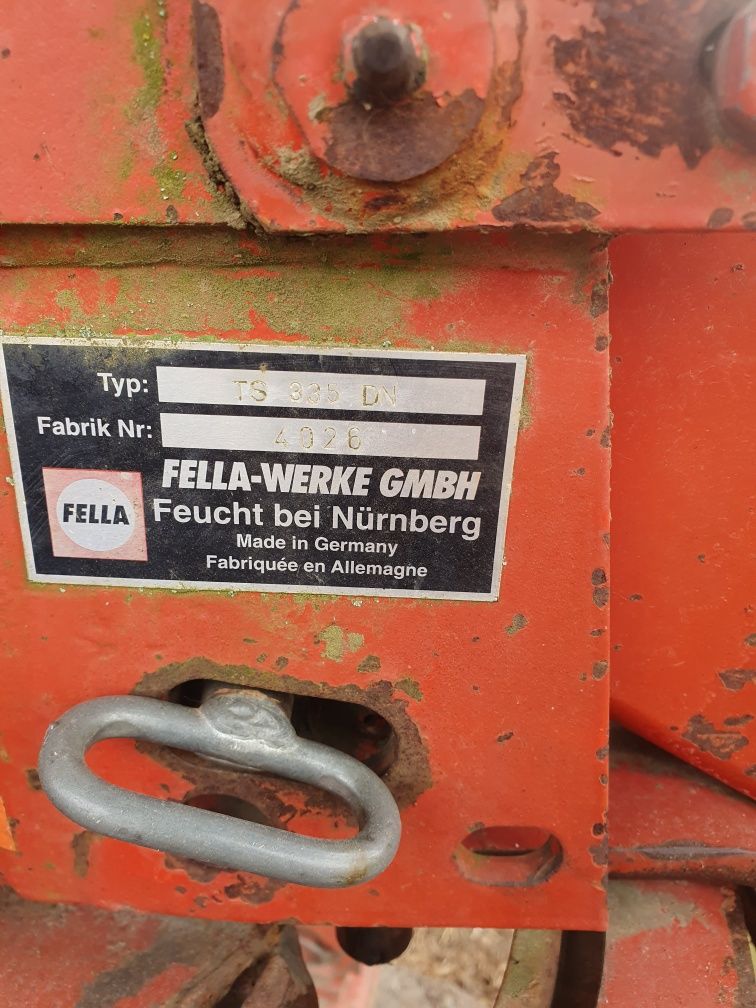 Typ: TS 335 DN
Fabrik Nr: 4026
FELLA-WERKE GMBH
FELLA
Feucht bei Nürnberg
Made in Germany
Fabriquée en Allemagne